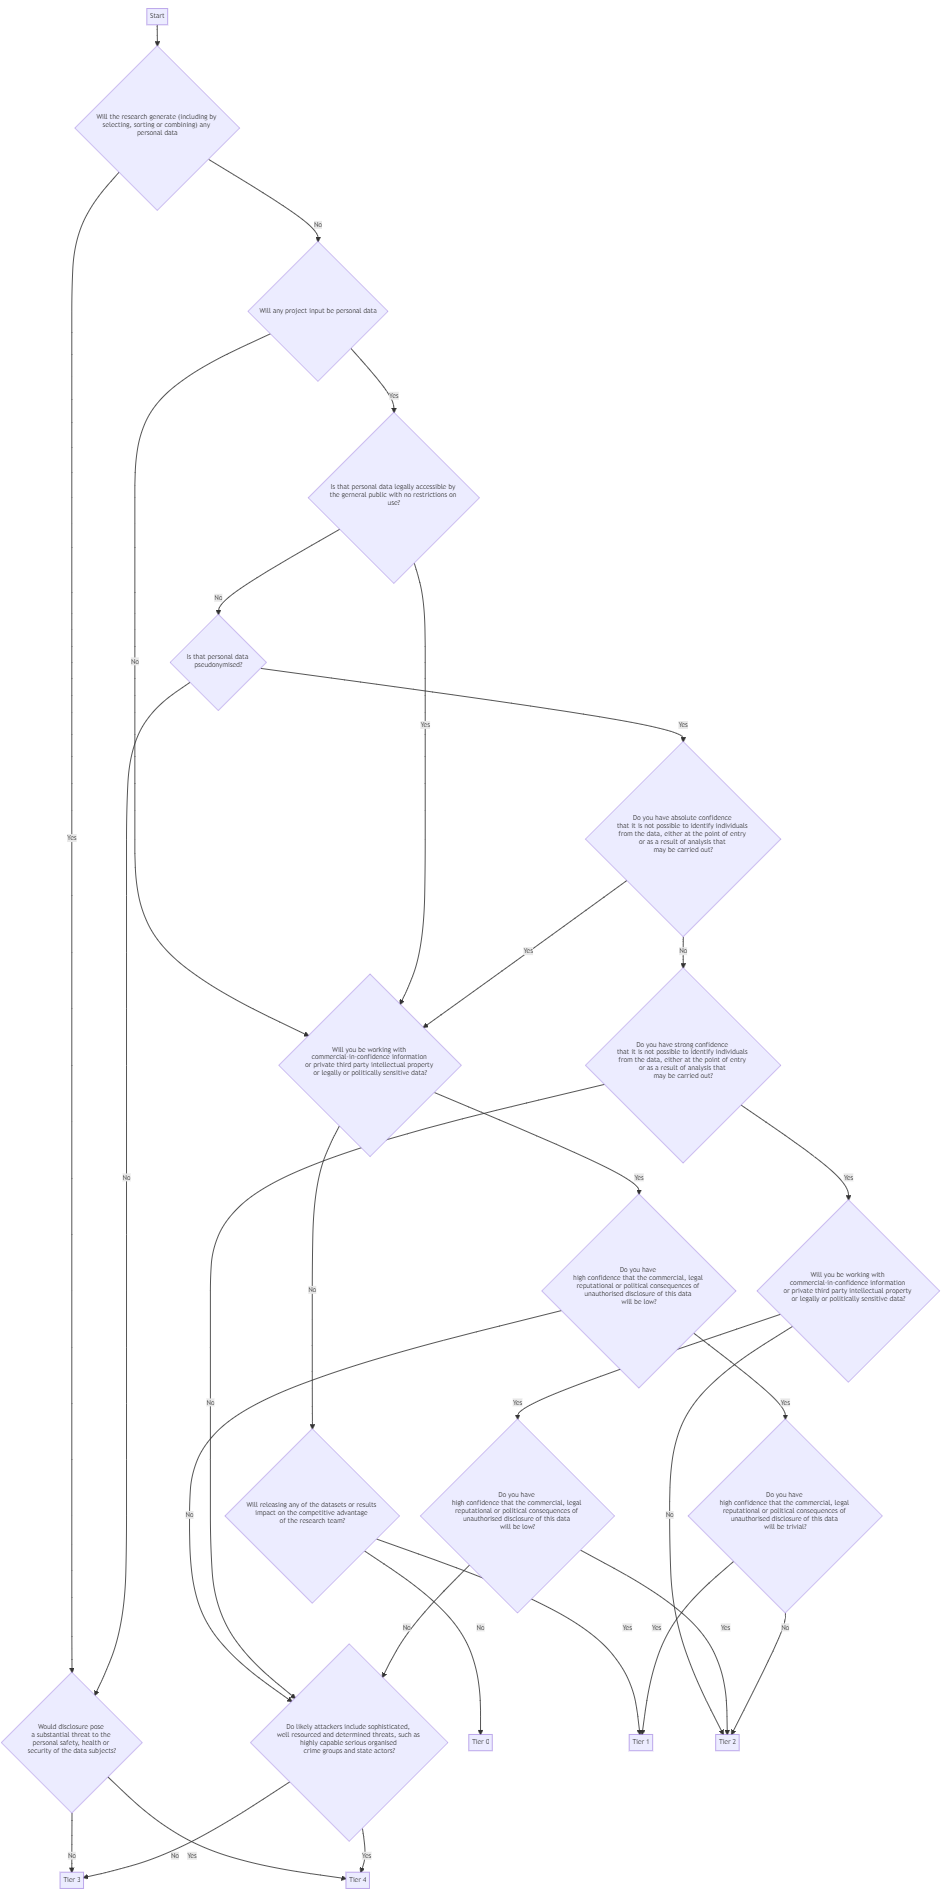 Start
Will the research generate (including by
selecting, sorting or combining) any
personal data
No
Will any project input be personal data
Yes
Is that personal data legally accessible by
the gerneral public with no restrictions on
use?
No
Is that personal data
pseudonymised?
No
Yes
Yes
Do you have absolute confidence
that it is not possible to identify individuals
from the data, either at the point of entry
or as a result of analysis that
may be carried out?
Yes
Yes
No
Will you be working with
commercial-in-confidence information
or private third party intellectual property
or legally or politically sensitive data?
Do you have strong confidence
that it is not possible to identify individuals
from the data, either at the point of entry
or as a result of analysis that
may be carried out?
No
Yes
Yes
No
Do you have
high confidence that the commercial, legal
reputational or political consequences of
unauthorised disclosure of this data
will be low?
Will you be working with
commercial-in-confidence information
or private third party intellectual property
or legally or politically sensitive data?
No
Yes
Yes
Will releasing any of the datasets or results
impact on the competitive advantage
of the research team?
No
Do you have
high confidence that the commercial, legal
reputational or political consequences of
unauthorised disclosure of this data
will be low?
No
Do you have
high confidence that the commercial, legal
reputational or political consequences of
unauthorised disclosure of this data
will be trivial?
No
No
Yes
Yes
Yes
No
Would disclosure pose
a substantial threat to the
personal safety, health or
security of the data subjects?
Do likely attackers include sophisticated,
well resourced and determined threats, such as
highly capable serious organised
crime groups and state actors?
Tier 0
Tier 1
Tier 2
No
No
Yes
Yes
Tier 3
Tier 4